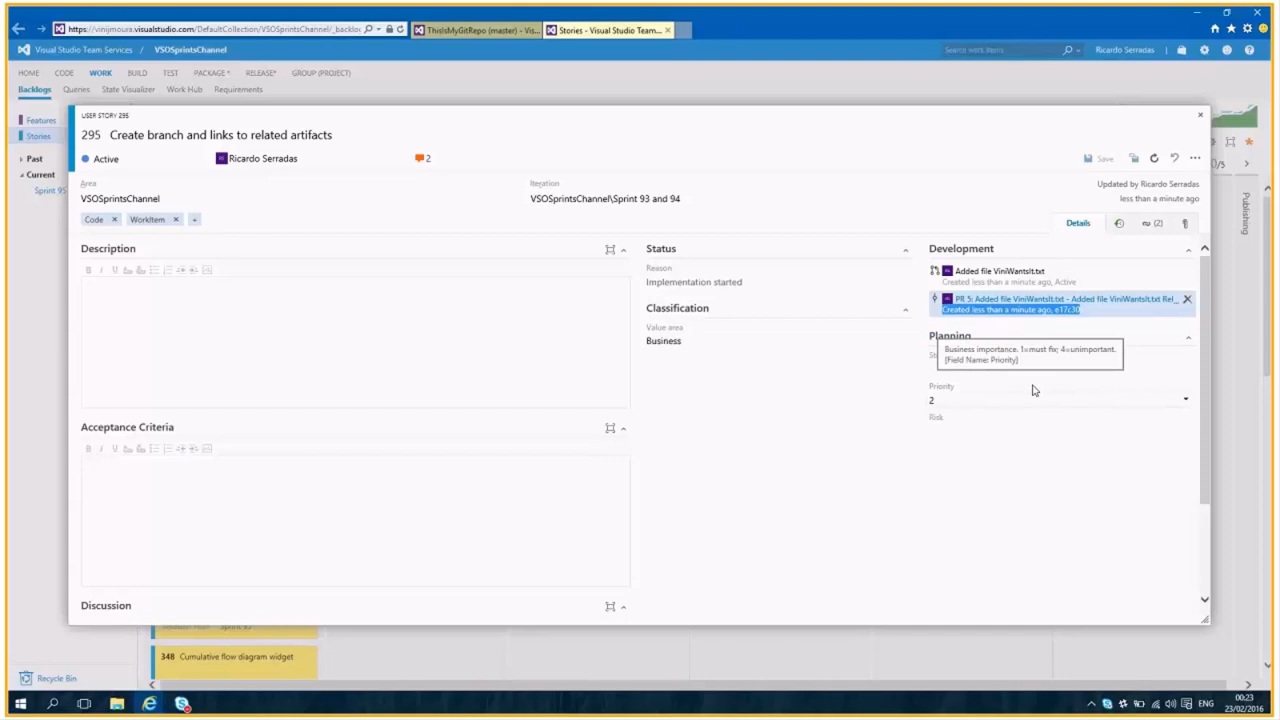 https://vinijmoura.visualstudio.com/DefaultCollection/VSOSprintsChannel/_backlog
ThisIsMyGitRepo (master) - Vis...
Stories - Visual Studio Team...
Visual Studio Team Services / VSOSprintsChannel
Search work items
Ricardo Serradas
HOME CODE WORK BUILD TEST PACKAGE* RELEASE* GROUP (PROJECT)
Backlogs Queries State Visualizer Work Hub Requirements
Features
Stories
Past
Current
Sprint 95
/5
Publishing
USER STORY 295
295 Create branch and links to related artifacts
Active
Ricardo Serradas
2
Save
Area
VSOSprintsChannel
Iteration
VSOSprintsChannel\Sprint 93 and 94
Updated by Ricardo Serradas
less than a minute ago
Code
WorkItem
Details
(2)
Description
Status
Reason
Implementation started
Classification
Value area
Business
Development
Added file ViniWantsIt.txt
Created less than a minute ago, Active
PR 5: Added file ViniWantsIt.txt - Added file ViniWantsIt.txt Rel...
Created less than a minute ago, e17c30
Planning
Business importance. 1=must fix; 4=unimportant.
[Field Name: Priority]
Priority
2
Risk
Acceptance Criteria
Discussion
348 Cumulative flow diagram widget
Recycle Bin
ENG
00:23
23/02/2016